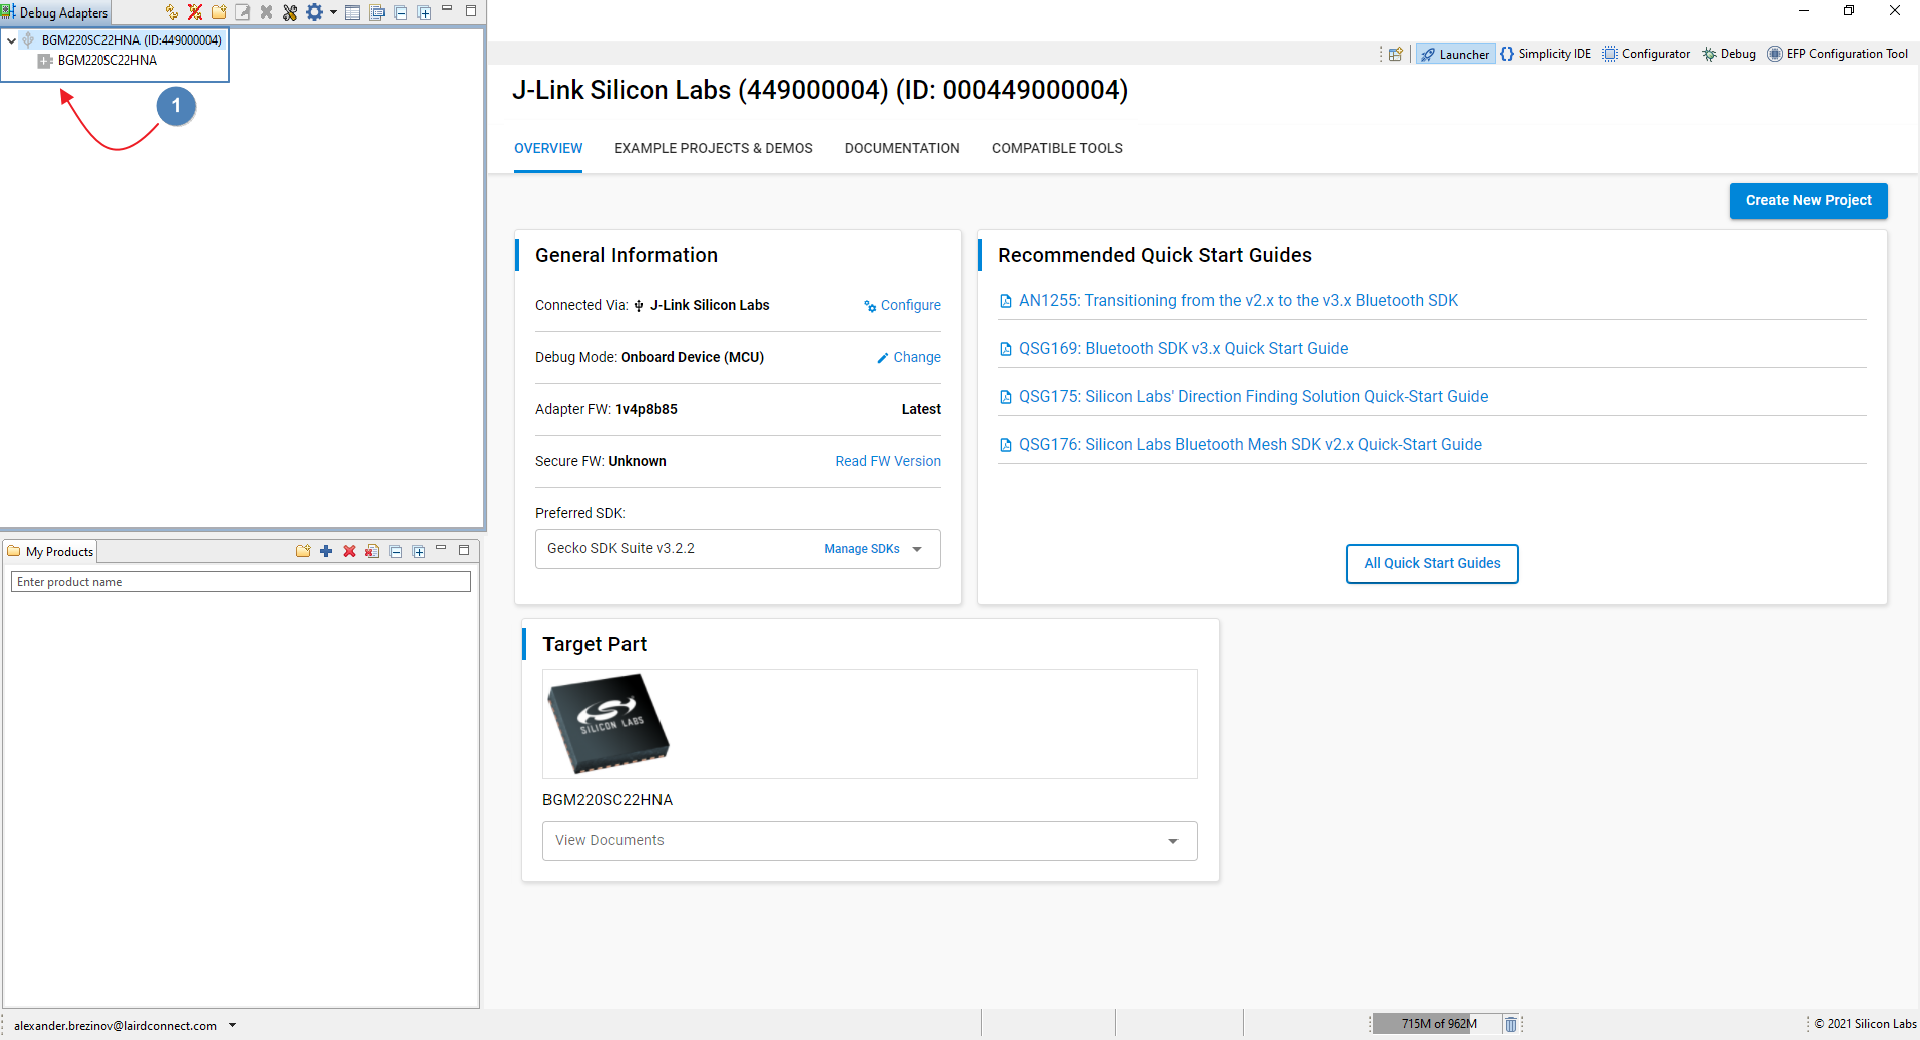 Debug Adapters
BGM220SC22HNA (ID:449000004)
BGM220SC22HNA
1
Launcher
Simplicity IDE
Configurator
Debug
EFP Configuration Tool
J-Link Silicon Labs (449000004) (ID: 000449000004)
OVERVIEW
EXAMPLE PROJECTS & DEMOS
DOCUMENTATION
COMPATIBLE TOOLS
Create New Project
General Information
Connected Via: J-Link Silicon Labs
Configure
Debug Mode: Onboard Device (MCU)
Change
Adapter FW: 1v4p8b85
Latest
Secure FW: Unknown
Read FW Version
Preferred SDK:
Gecko SDK Suite v3.2.2
Manage SDKs
Recommended Quick Start Guides
AN1255: Transitioning from the v2.x to the v3.x Bluetooth SDK
QSG169: Bluetooth SDK v3.x Quick Start Guide
QSG175: Silicon Labs' Direction Finding Solution Quick-Start Guide
QSG176: Silicon Labs Bluetooth Mesh SDK v2.x Quick-Start Guide
All Quick Start Guides
Target Part
SILICON LABS
BGM220SC22HNA
View Documents
My Products
Enter product name
alexander.brezinov@lairdconnect.com
715M of 962M
© 2021 Silicon Labs